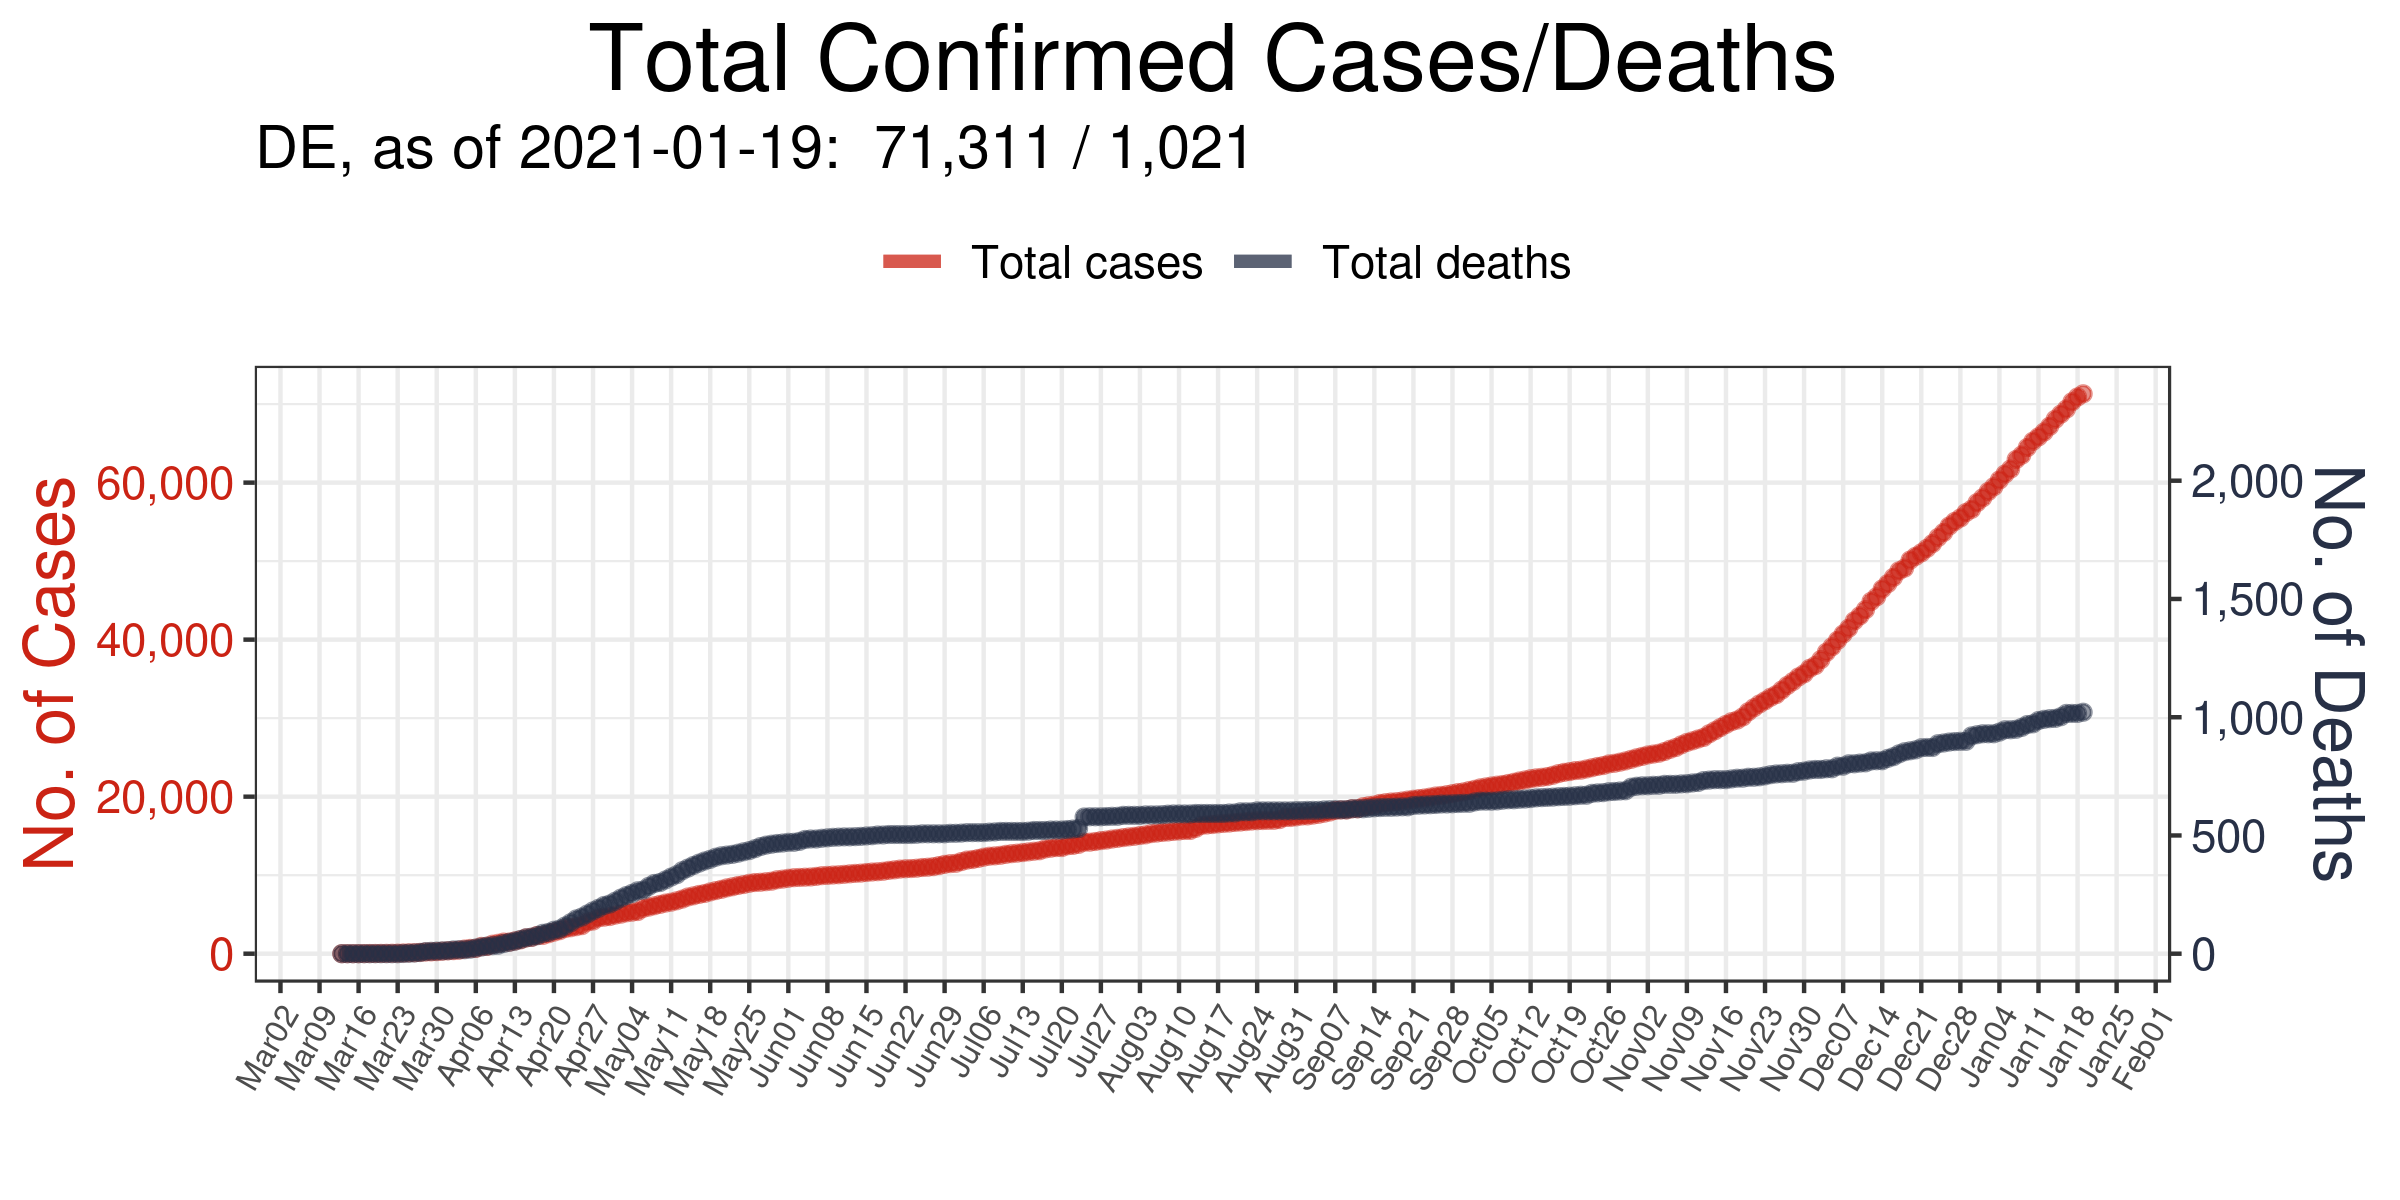 Total Confirmed Cases/Deaths
DE, as of 2021-01-19:  71,311 / 1,021
Total cases
Total deaths
No. of Cases
60,000
40,000
20,000
0
2,000
1,500
1,000
500
0
No. of Deaths
Mar02
Mar09
Mar16
Mar23
Mar30
Apr06
Apr13
Apr20
Apr27
May04
May11
May18
May25
Jun01
Jun08
Jun15
Jun22
Jun29
Jul06
Jul13
Jul20
Jul27
Aug03
Aug10
Aug17
Aug24
Aug31
Sep07
Sep14
Sep21
Sep28
Oct05
Oct12
Oct19
Oct26
Nov02
Nov09
Nov16
Nov23
Nov30
Dec07
Dec14
Dec21
Dec28
Jan04
Jan11
Jan18
Jan25
Feb01